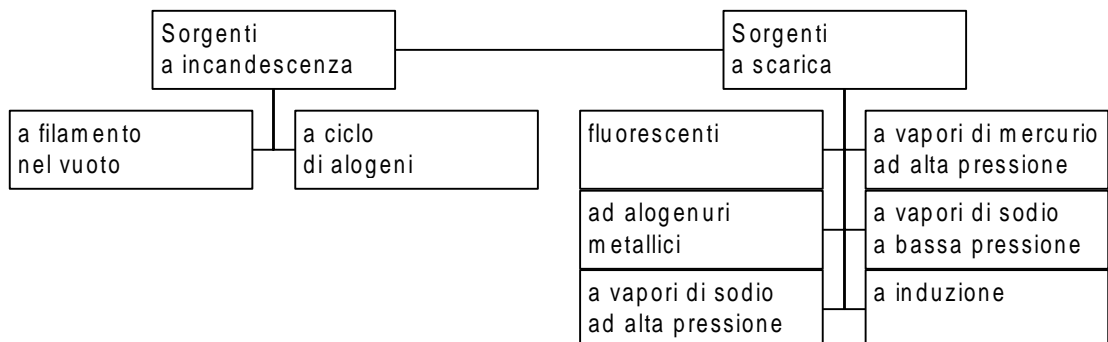 Sorgenti
a incandescenza
Sorgenti
a scarica
a filamento
nel vuoto
a ciclo
di alogeni
fluorescenti
a vapori di mercurio
ad alta pressione
ad alogenuri
metallici
a vapori di sodio
a bassa pressione
a vapori di sodio
ad alta pressione
a induzione